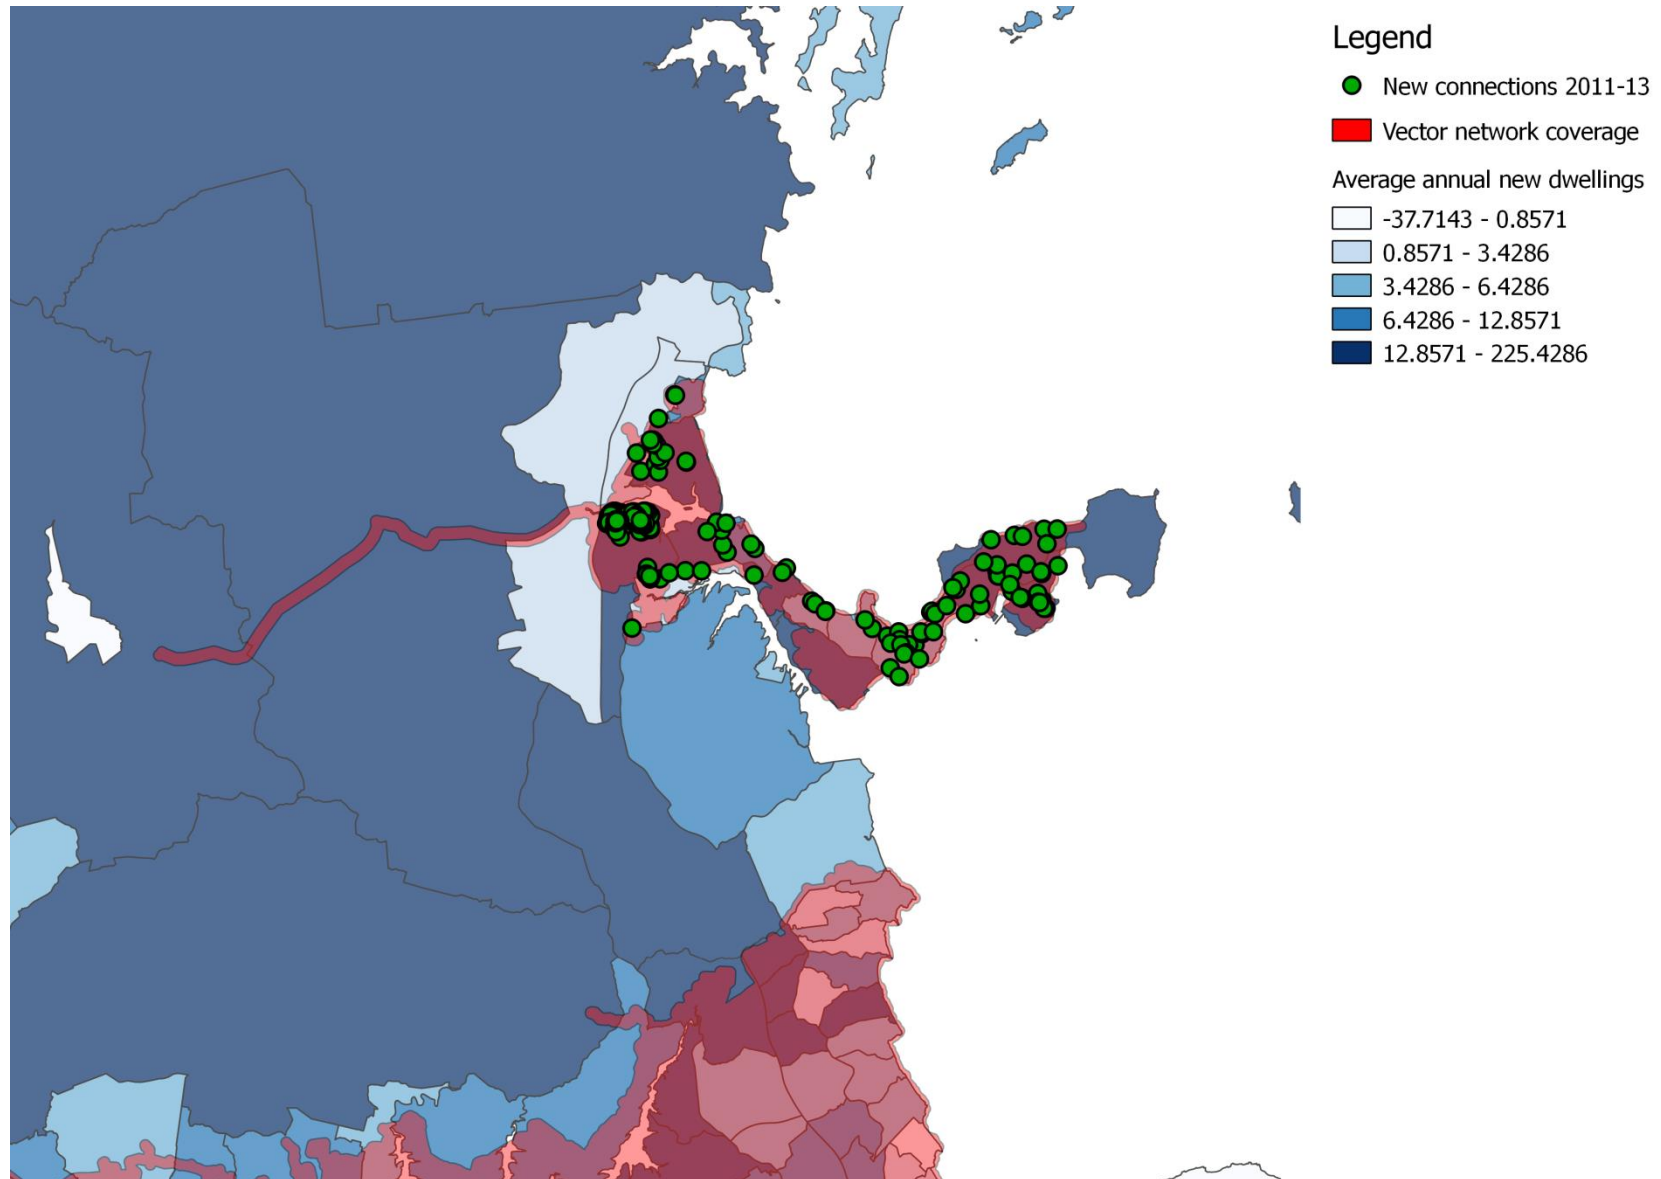 Legend
New connections 2011-13
Vector network coverage
Average annual new dwellings
-37.7143 - 0.8571
0.8571 - 3.4286
3.4286 - 6.4286
6.4286 - 12.8571
12.8571 - 225.4286